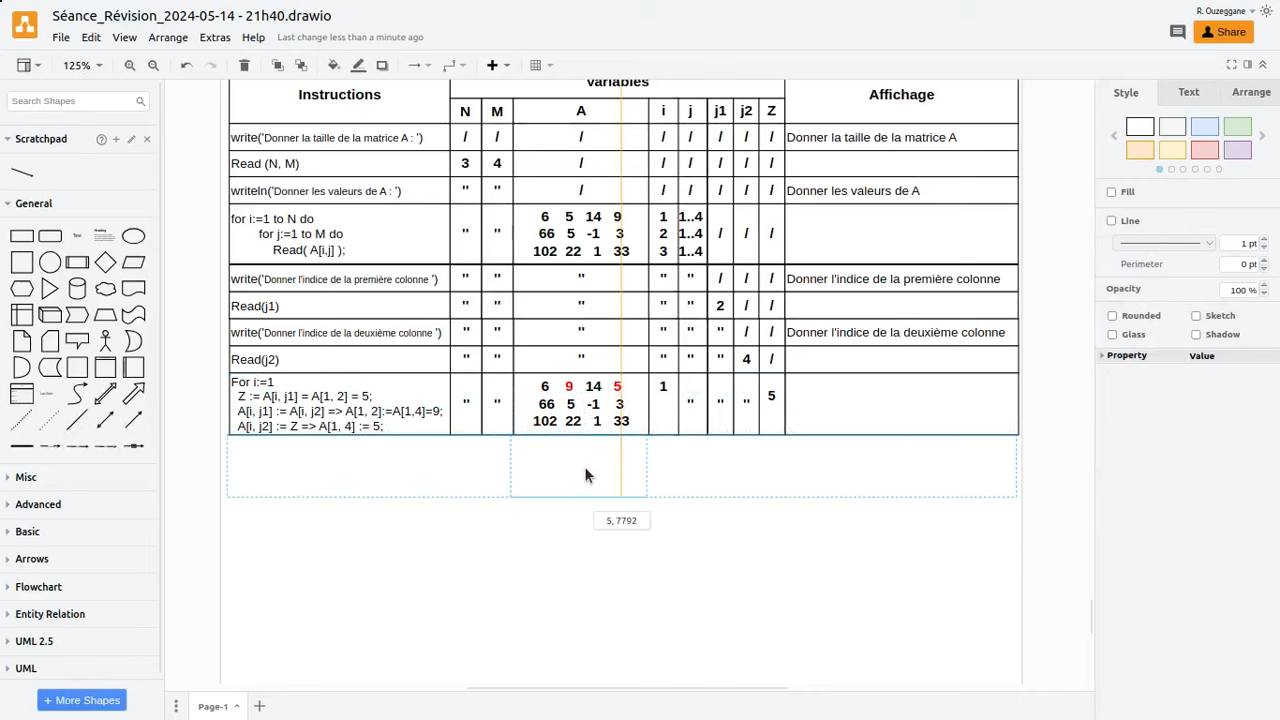 Séance_Révision_2024-05-14 - 21h40.drawio
R. Ouzeggane
File Edit View Arrange Extras Help Last change less than a minute ago
Share
125%
Search Shapes
Scratchpad
General
Text
Heading
List Item
Misc
Advanced
Basic
Arrows
Flowchart
Entity Relation
UML 2.5
UML
+ More Shapes
Instructions Variables Affichage
N M A i j j1 j2 Z
write('Donner la taille de la matrice A : ') / / / / / / / / Donner la taille de la matrice A
Read (N, M) 3 4 / / / / / /
writeln('Donner les valeurs de A : ') " " / / / / / / Donner les valeurs de A
for i:=1 to N do
for j:=1 to M do
Read( A[i,j] );
" "
6 5 14 9
66 5 -1 3
102 22 1 33
1 1..4
2 1..4
3 1..4
/ / /
write('Donner l'indice de la première colonne ') " " " " " / / / Donner l'indice de la première colonne
Read(j1) " " " " " 2 / /
write('Donner l'indice de la deuxième colonne ') " " " " " " / / Donner l'indice de la deuxième colonne
Read(j2) " " " " " " 4 /
For i:=1
Z := A[i, j1] = A[1, 2] = 5;
A[i, j1] := A[i, j2] => A[1, 2]:=A[1,4]=9;
A[i, j2] := Z => A[1, 4] := 5;
" "
6 9 14 5
66 5 -1 3
102 22 1 33
1 " " " 5
5, 7792
Page-1
Style Text Arrange
Fill
Line
1 pt
Perimeter 0 pt
Opacity 100 %
Rounded Sketch
Glass Shadow
Property Value